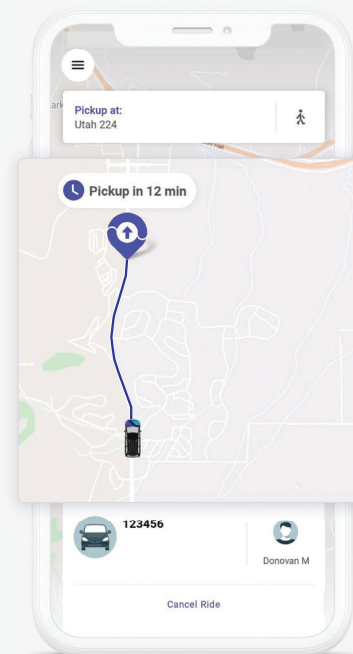 Pickup at:
Utah 224
Pickup in 12 min
123456
Donovan M
Cancel Ride